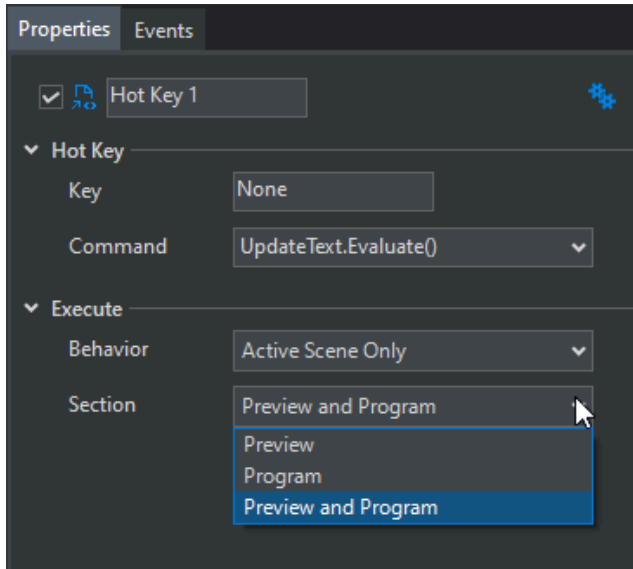 Properties Events
Hot Key 1
Hot Key
Key None
Command UpdateText.Evaluate()
Execute
Behavior Active Scene Only
Section Preview and Program
Preview
Program
Preview and Program